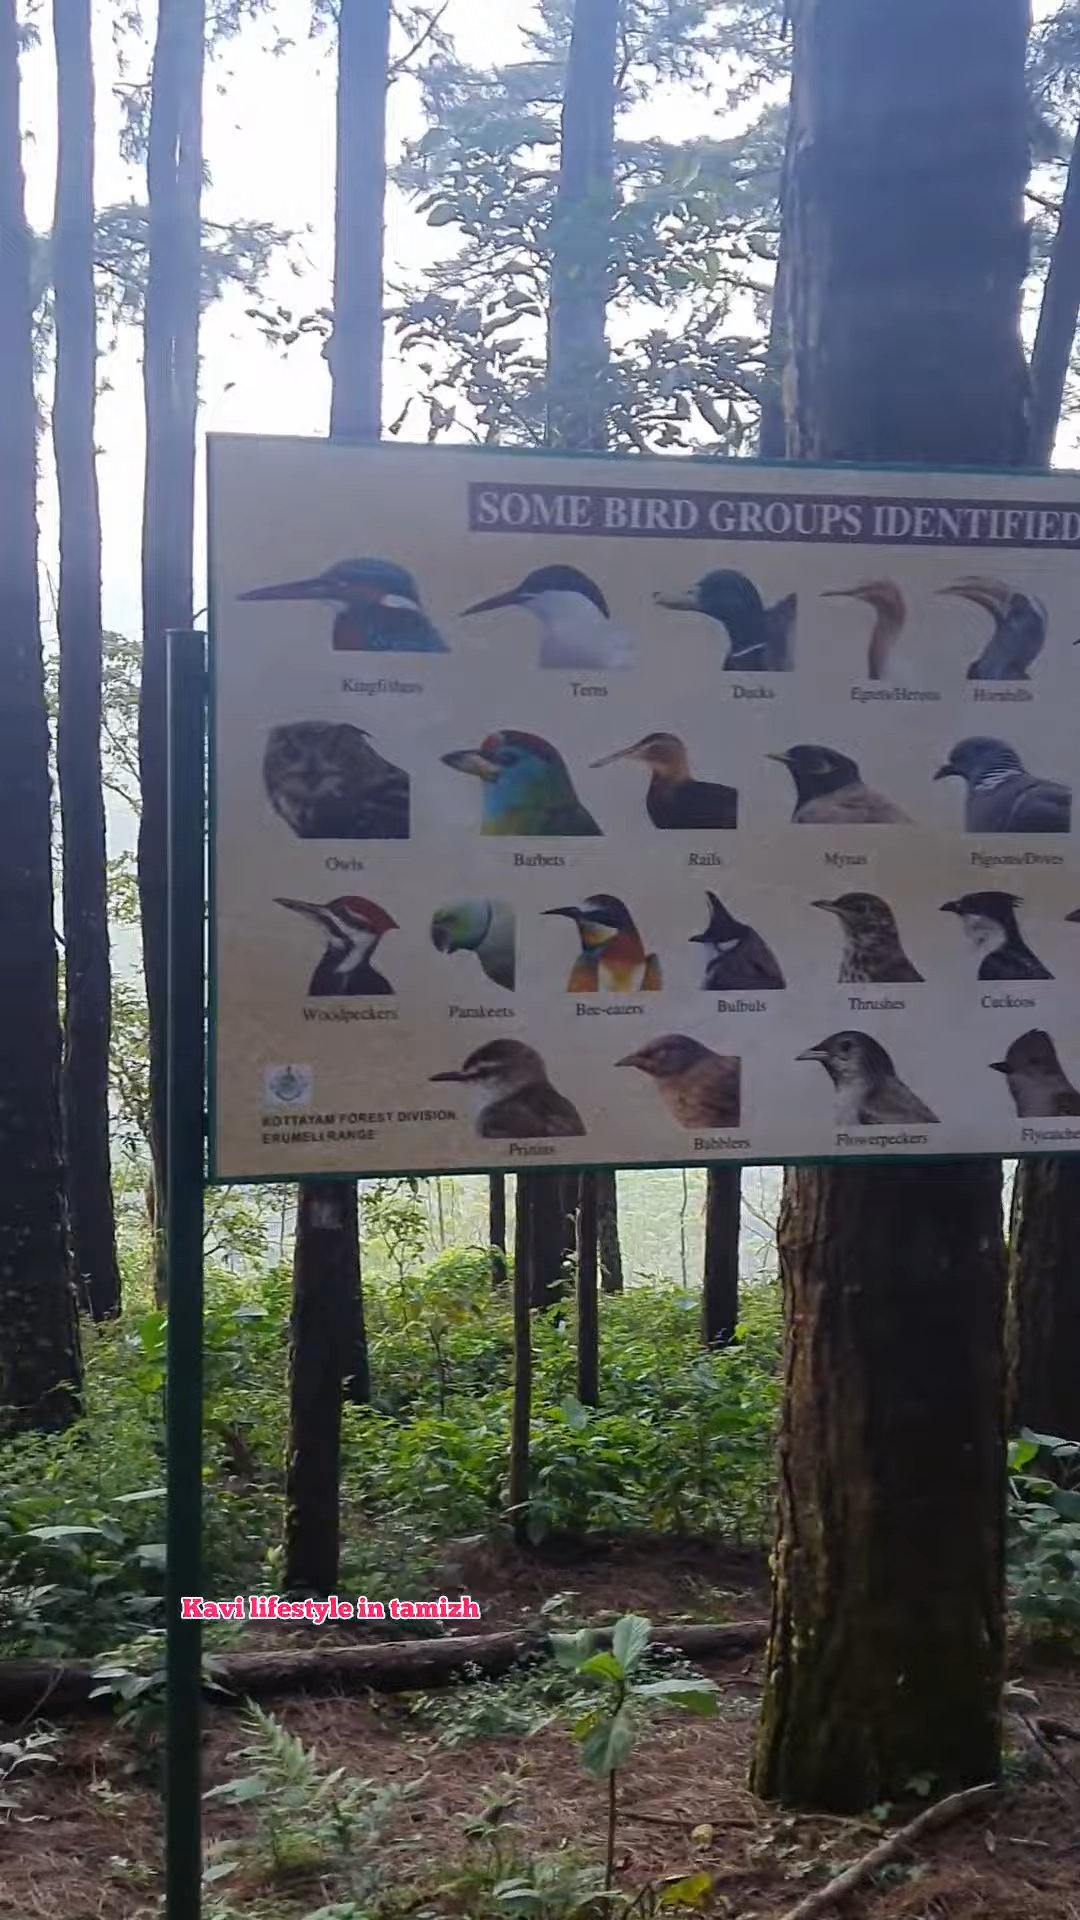 SOME BIRD GROUPS IDENTIFIED
Kingfishers
Terns
Ducks
Egrets/Herons
Hornbills
Owls
Barbets
Rails
Mynas
Pigeons/Doves
Woodpeckers
Parakeets
Bee-eaters
Bulbuls
Thrushes
Cuckoos
KOTTAYAM FOREST DIVISION
ERUMELI RANGE
Prinias
Babblers
Flowerpeckers
Flycatche
Kavi lifestyle in tamizh